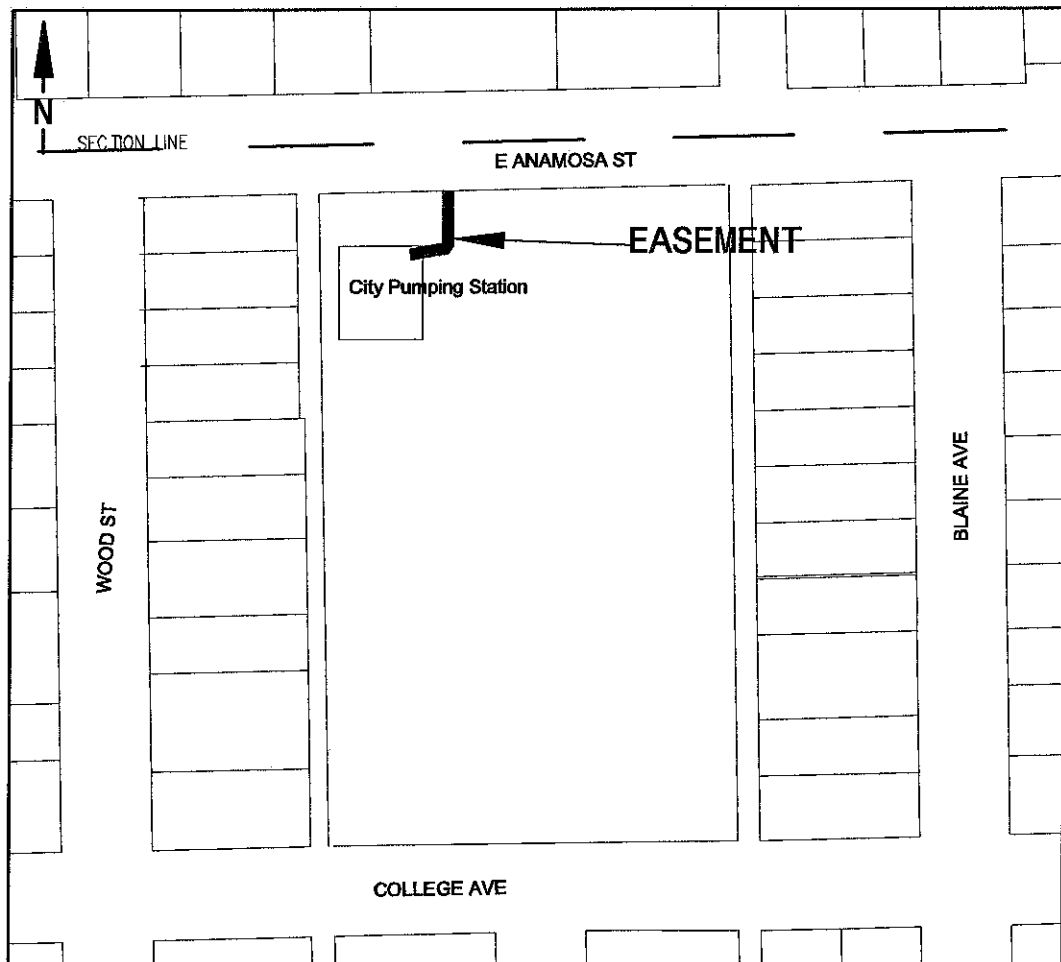 N
SECTION LINE
E ANAMOSA ST
EASEMENT
City Pumping Station
WOOD ST
BLAINE AVE
COLLEGE AVE